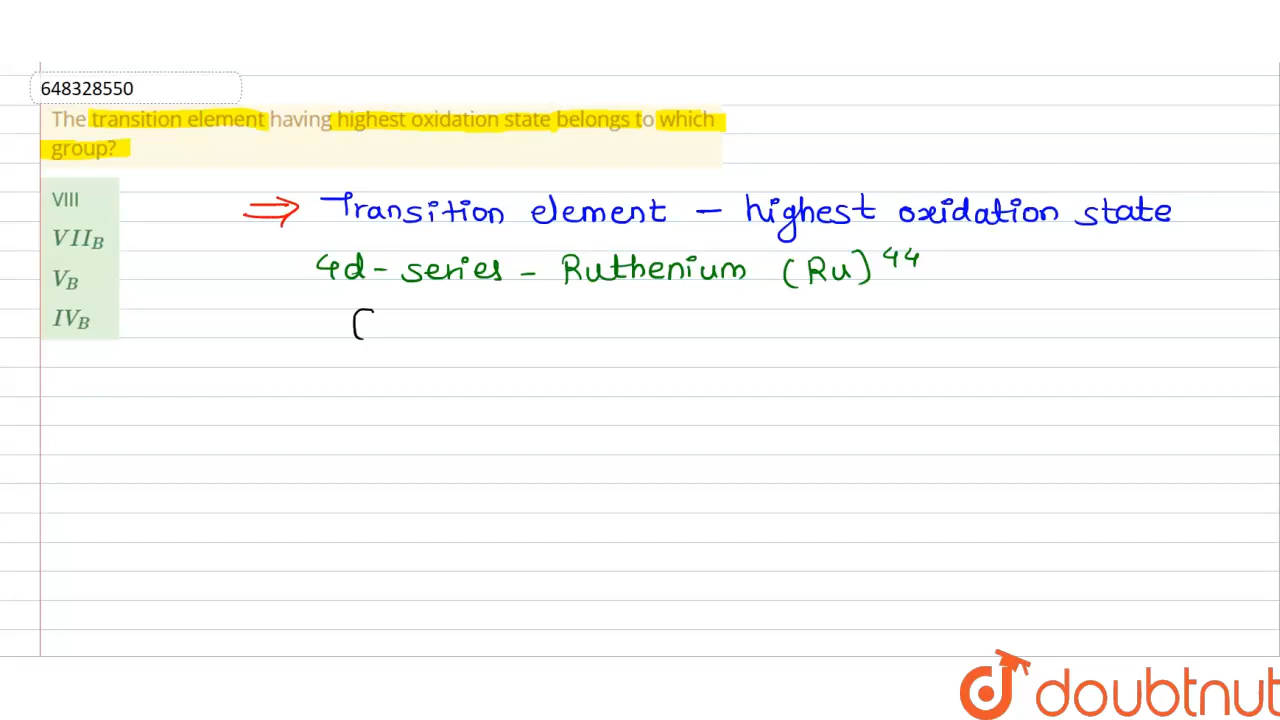 648328550
The transition element having highest oxidation state belongs to which
group?
VIII
VII_B
V_B
IV_B
⇒ Transition element – highest oxidation state
4d- series - Ruthenium (Ru)⁴⁴
[
doubtnut